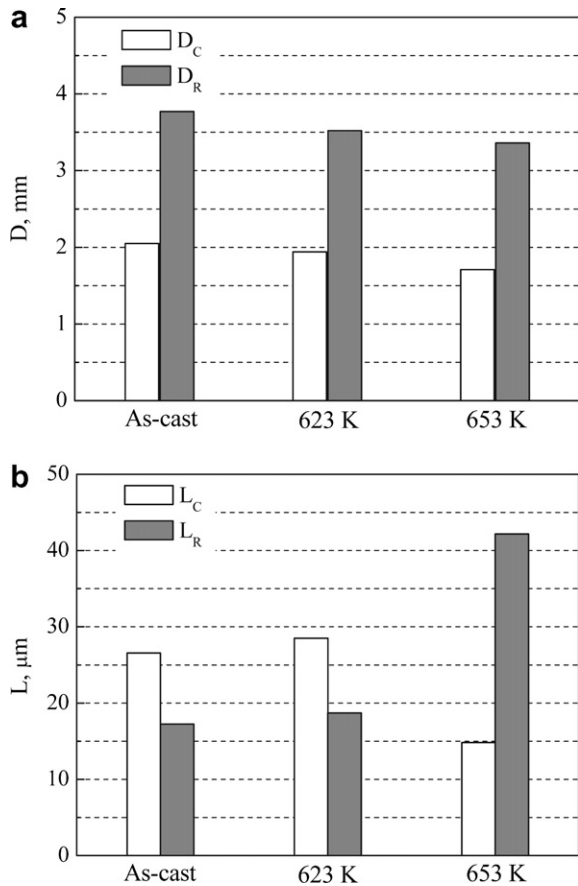 a
5
4
3
2
1
0
D, mm
D_C
D_R
As-cast 623 K 653 K
b
50
40
30
20
10
0
L, μm
L_C
L_R
As-cast 623 K 653 K